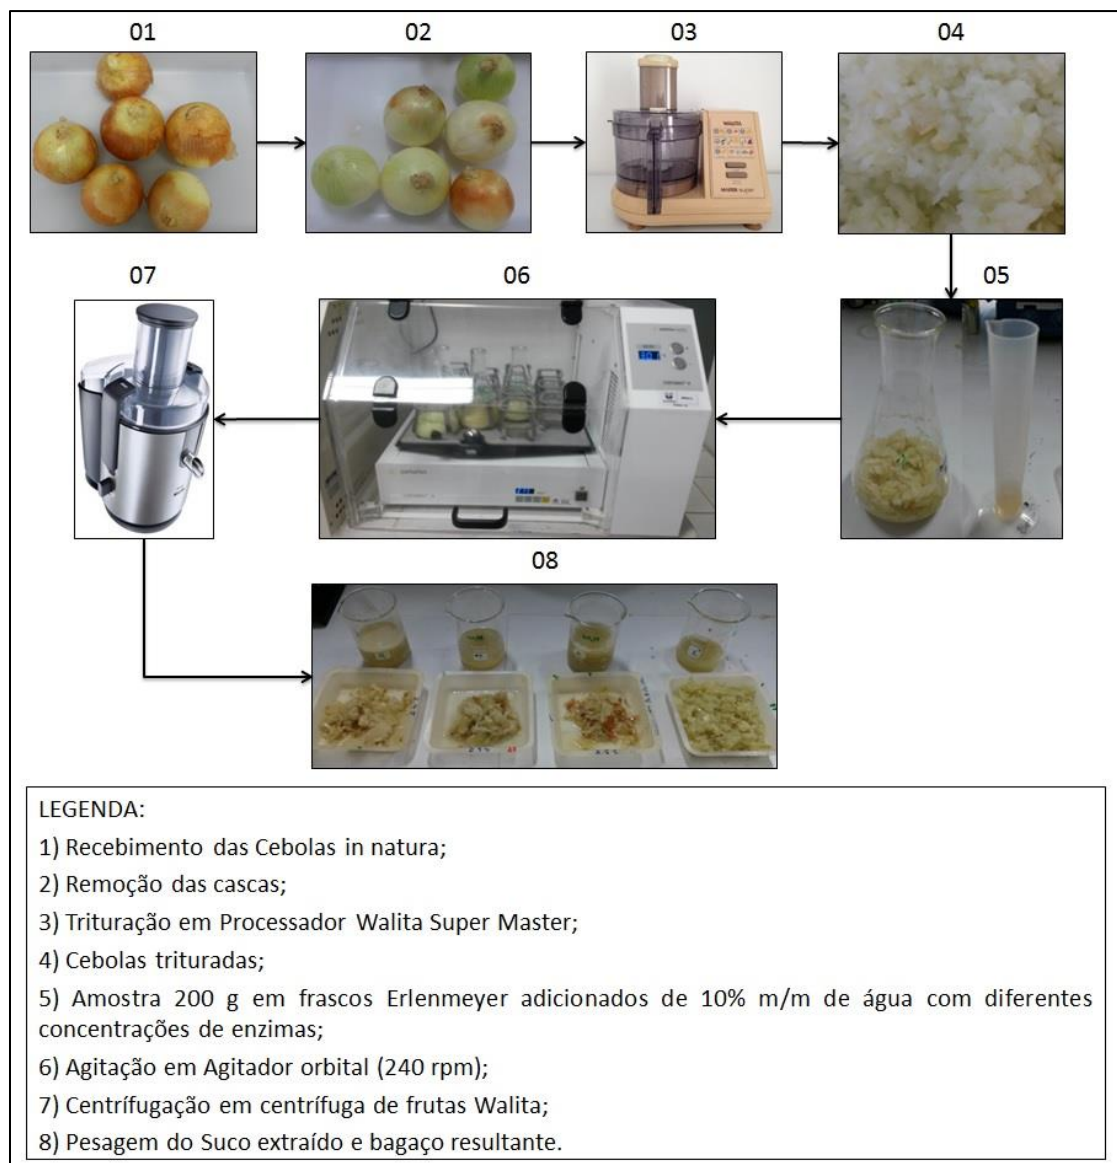 01
02
03
04
07
06
05
08
LEGENDA:
1) Recebimento das Cebolas in natura;
2) Remoção das cascas;
3) Trituração em Processador Walita Super Master;
4) Cebolas trituradas;
5) Amostra 200 g em frascos Erlenmeyer adicionados de 10% m/m de água com diferentes
concentrações de enzimas;
6) Agitação em Agitador orbital (240 rpm);
7) Centrífugação em centrífuga de frutas Walita;
8) Pesagem do Suco extraído e bagaço resultante.